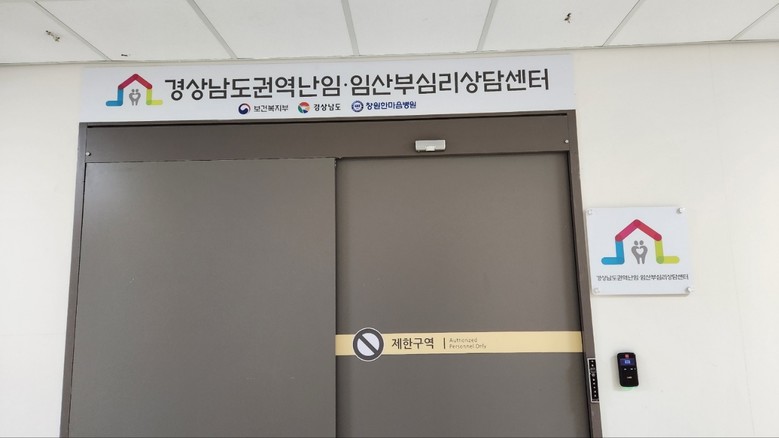 경상남도권역난임·임산부심리상담센터
보건복지부 경상남도 창원한마음병원
경상남도권역난임·임산부심리상담센터
제한구역
Authorized
Personnel Only